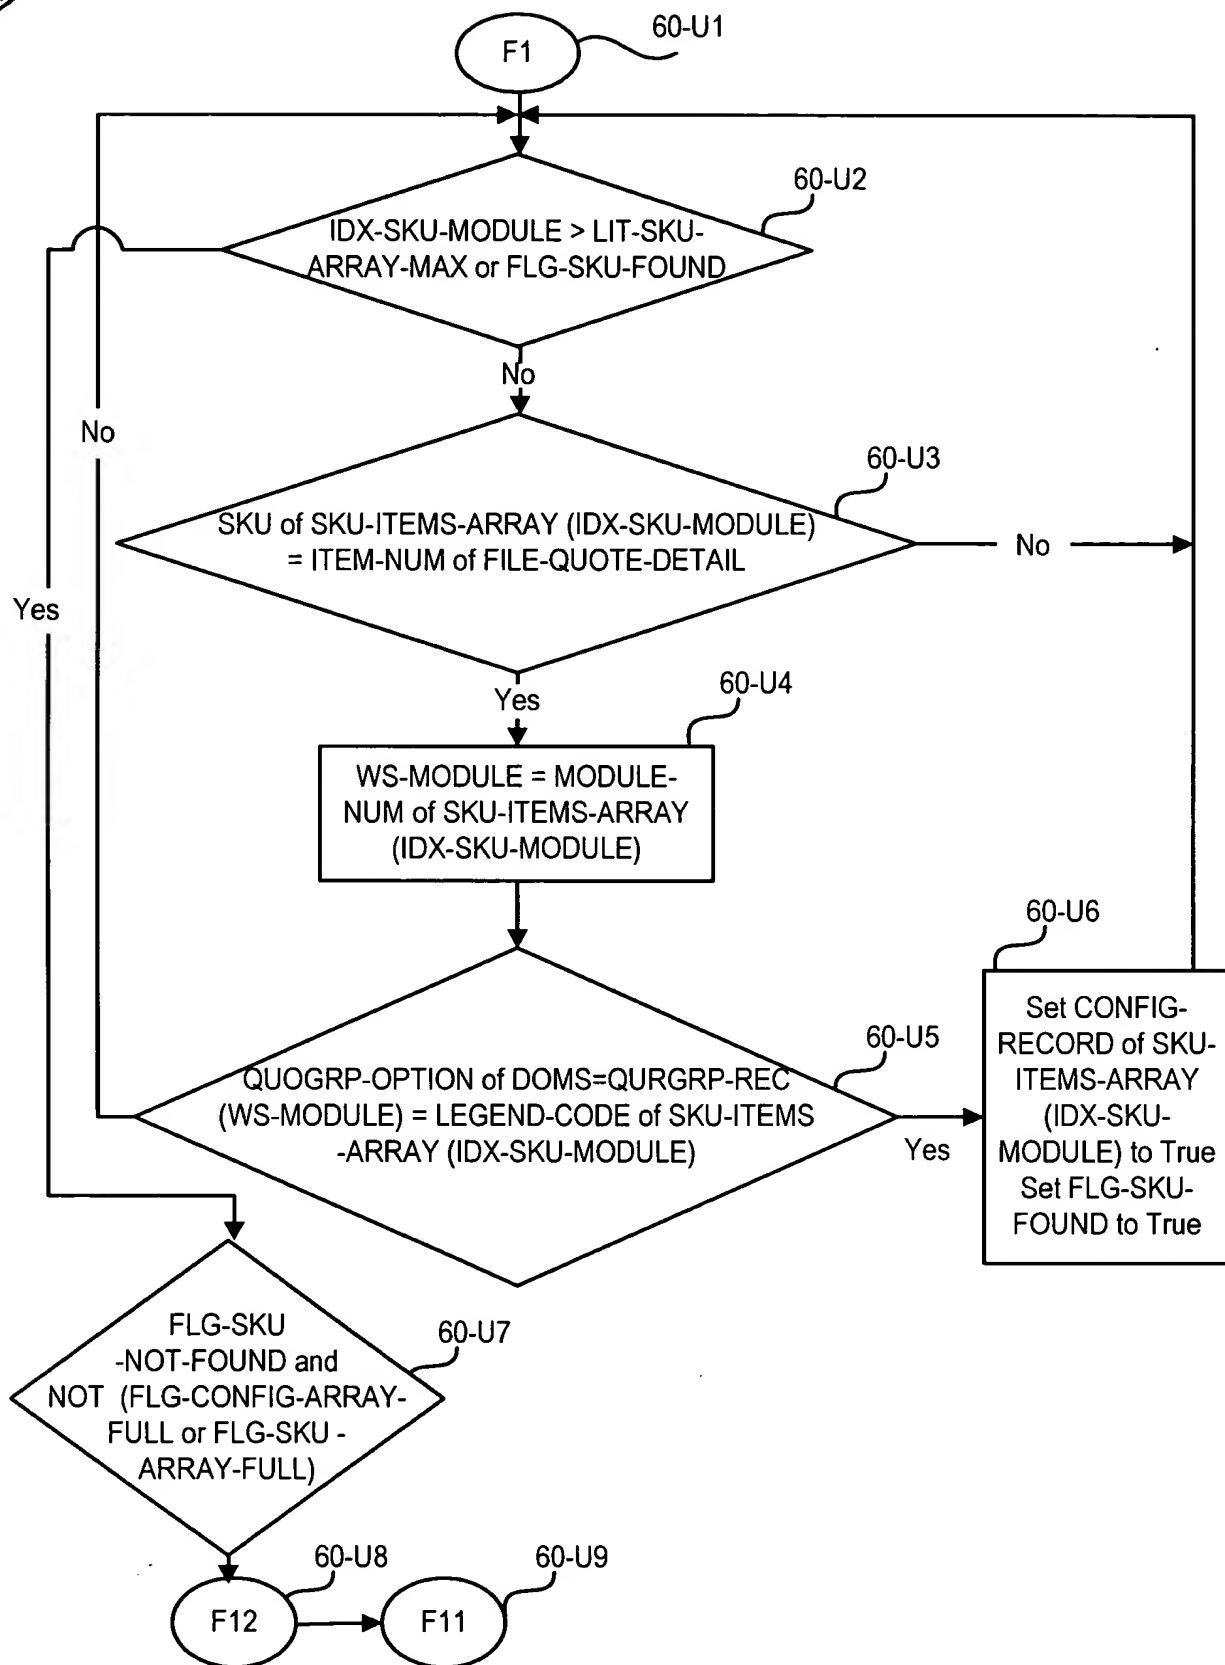 60-U1
F1
60-U2
IDX-SKU-MODULE > LIT-SKU-
ARRAY-MAX or FLG-SKU-FOUND
No
No
60-U3
SKU of SKU-ITEMS-ARRAY (IDX-SKU-MODULE)
= ITEM-NUM of FILE-QUOTE-DETAIL
No
Yes
Yes
60-U4
WS-MODULE = MODULE-
NUM of SKU-ITEMS-ARRAY
(IDX-SKU-MODULE)
60-U6
Set CONFIG-
RECORD of SKU-
ITEMS-ARRAY
(IDX-SKU-
MODULE) to True
Set FLG-SKU-
FOUND to True
60-U5
QUOGRP-OPTION of DOMS=QURGRP-REC
(WS-MODULE) = LEGEND-CODE of SKU-ITEMS
-ARRAY (IDX-SKU-MODULE)
Yes
60-U7
FLG-SKU
-NOT-FOUND and
NOT (FLG-CONFIG-ARRAY-
FULL or FLG-SKU -
ARRAY-FULL)
60-U8
60-U9
F12
F11